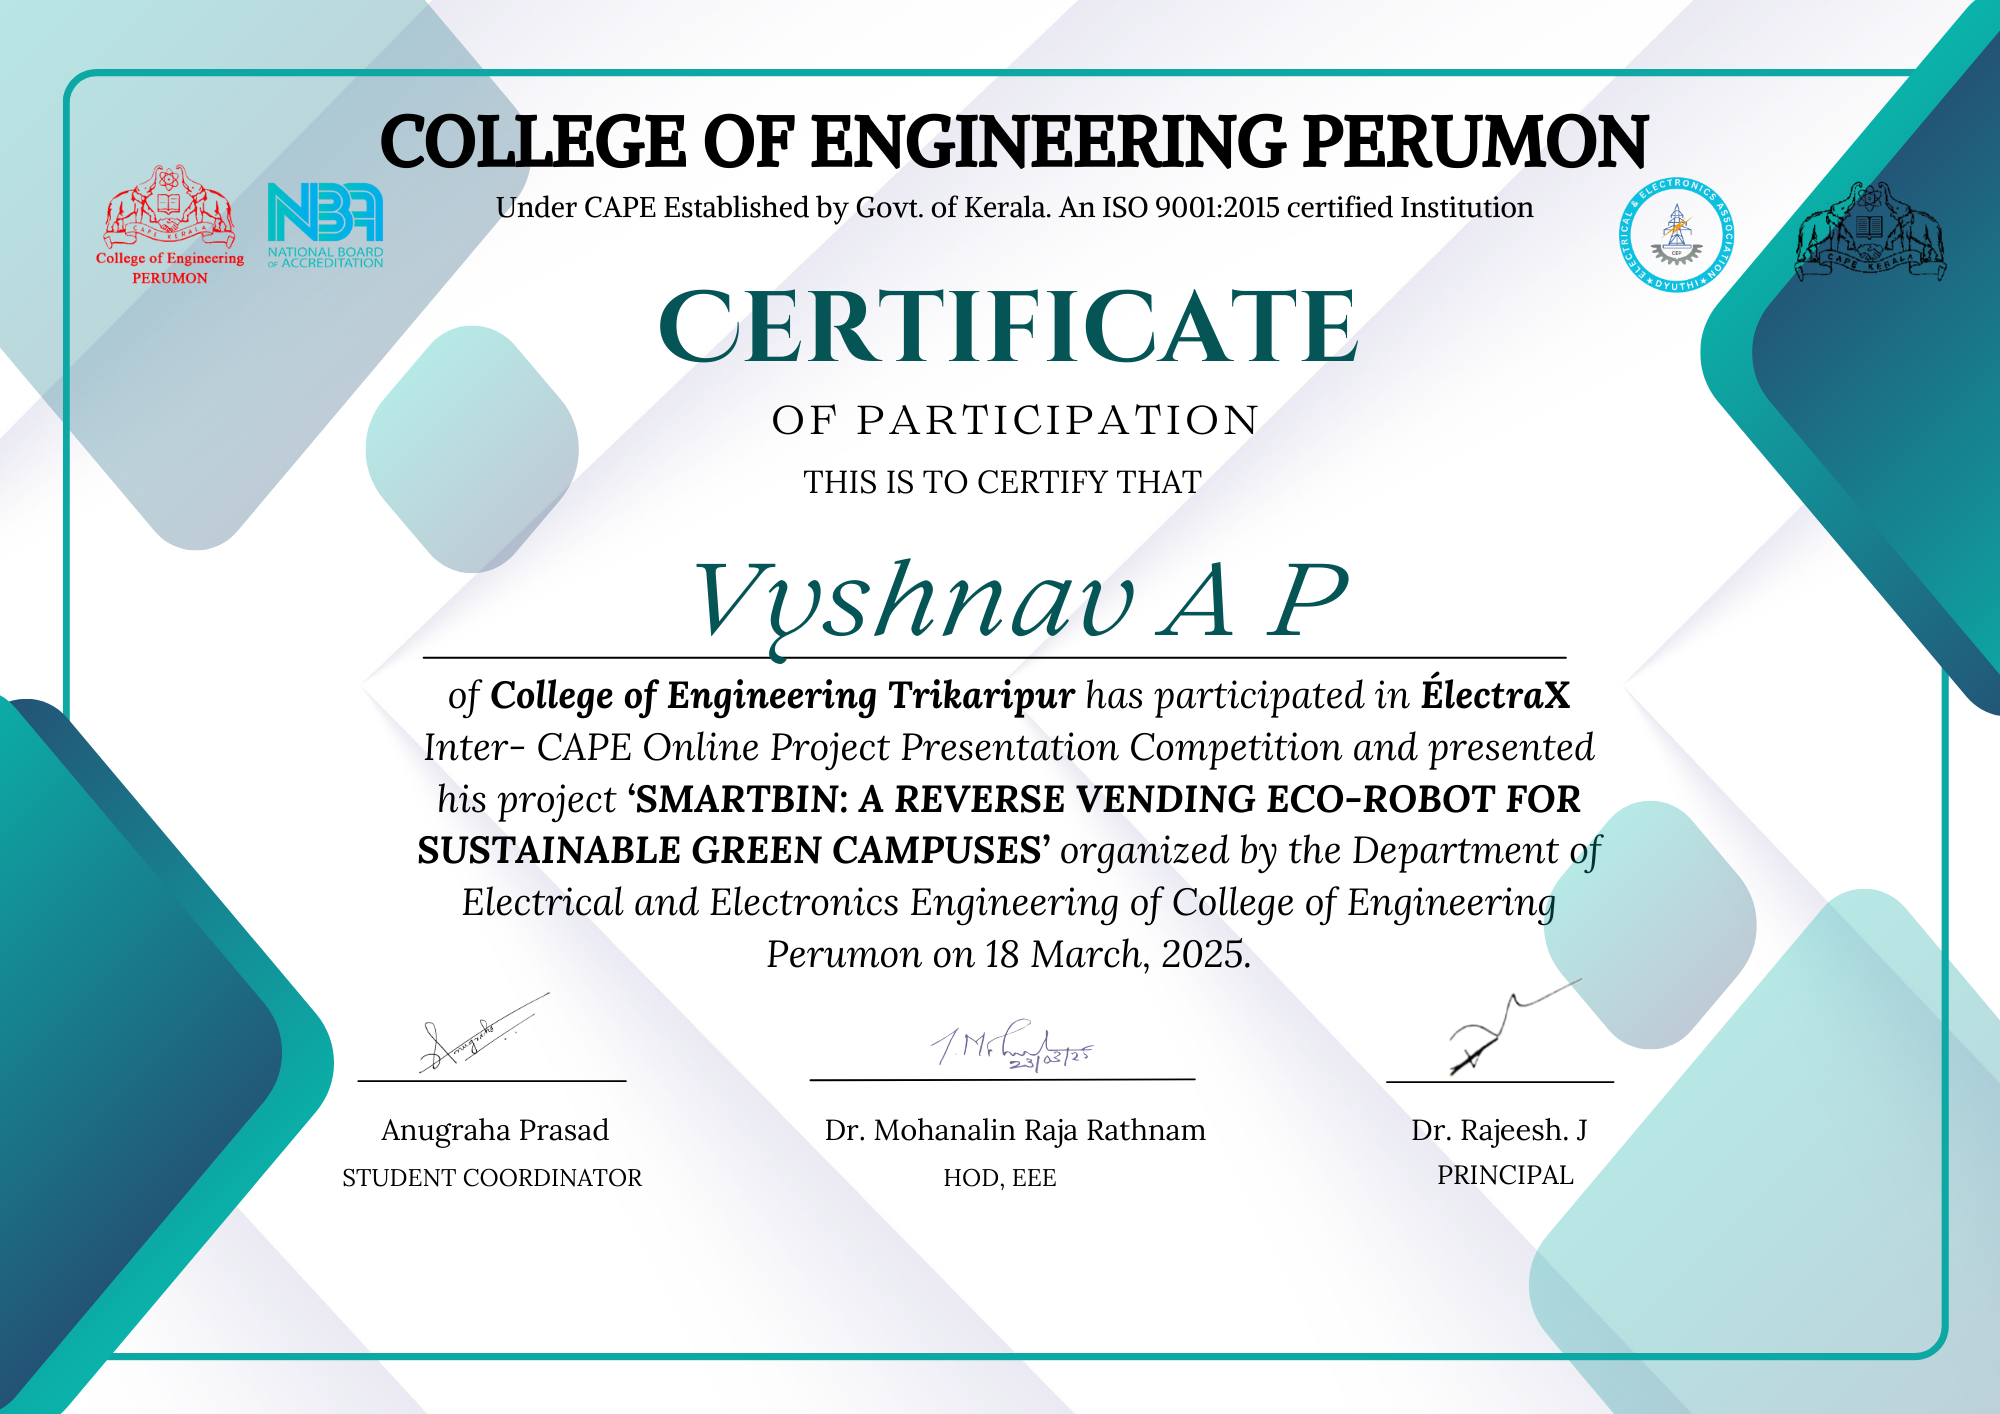 COLLEGE OF ENGINEERING PERUMON
Under CAPE Established by Govt. of Kerala. An ISO 9001:2015 certified Institution
CAPE KERALA
College of Engineering
PERUMON
NBA
NATIONAL BOARD
OF ACCREDITATION
ELECTRICAL & ELECTRONICS ASSOCIATION
CEP
★ DYUTHI ★
CAPE KERALA
CERTIFICATE
OF PARTICIPATION
THIS IS TO CERTIFY THAT
Vyshnav A P
of College of Engineering Trikaripur has participated in ÉlectraX
Inter- CAPE Online Project Presentation Competition and presented
his project ‘SMARTBIN: A REVERSE VENDING ECO-ROBOT FOR
SUSTAINABLE GREEN CAMPUSES’ organized by the Department of
Electrical and Electronics Engineering of College of Engineering
Perumon on 18 March, 2025.
23/03/25
Anugraha Prasad
STUDENT COORDINATOR
Dr. Mohanalin Raja Rathnam
HOD, EEE
Dr. Rajeesh. J
PRINCIPAL